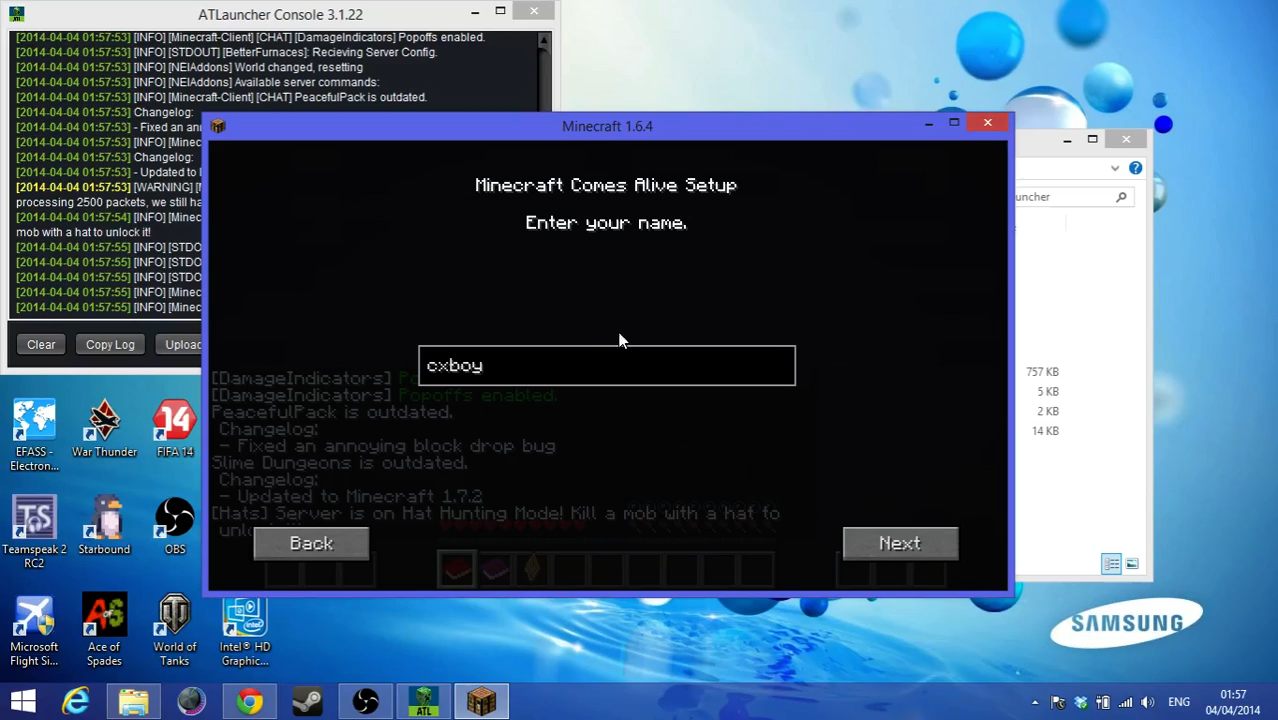 ATLauncher Console 3.1.22
[2014-04-04 01:57:53] [INFO] [Minecraft-Client] [CHAT] [DamageIndicators] Popoffs enabled.
[2014-04-04 01:57:53] [INFO] [STDOUT] [BetterFurnaces]: Recieving Server Config.
[2014-04-04 01:57:53] [INFO] [NEIAddons] World changed, resetting
[2014-04-04 01:57:53] [INFO] [NEIAddons] Available server commands:
[2014-04-04 01:57:53] [INFO] [Minecraft-Client] [CHAT] PeacefulPack is outdated.
[2014-04-04 01:57:53] Changelog:
[2014-04-04 01:57:53] - Fixed an ann
[2014-04-04 01:57:53] [INFO] [Minec
[2014-04-04 01:57:53] Changelog:
[2014-04-04 01:57:53] - Updated to
[2014-04-04 01:57:53] [WARNING] [
processing 2500 packets, we still ha
[2014-04-04 01:57:54] [INFO] [Minec
mob with a hat to unlock it!
[2014-04-04 01:57:55] [INFO] [STDO
[2014-04-04 01:57:55] [INFO] [STDO
[2014-04-04 01:57:55] [INFO] [STDO
[2014-04-04 01:57:55] [INFO] [Minec
[2014-04-04 01:57:55] [INFO] [Minec
Clear
Copy Log
Upload
Minecraft 1.6.4
Minecraft Comes Alive Setup
Enter your name.
cxboy
[DamageIndicators]
[DamageIndicators] Popoffs enabled.
PeacefulPack is outdated.
Changelog:
- Fixed an annoying block drop bug
Slime Dungeons is outdated.
Changelog:
- Updated to Minecraft 1.7.2
[Hats] Server is on Hat Hunting Mode! Kill a mob with a hat to
Back
Next
uncher
757 KB
5 KB
2 KB
14 KB
EFASS - Electron...
War Thunder
FIFA 14
Teamspeak 2 RC2
Starbound
OBS
Microsoft Flight Si...
Ace of Spades
World of Tanks
Intel® HD Graphic...
SAMSUNG
ATL
ENG
01:57
04/04/2014